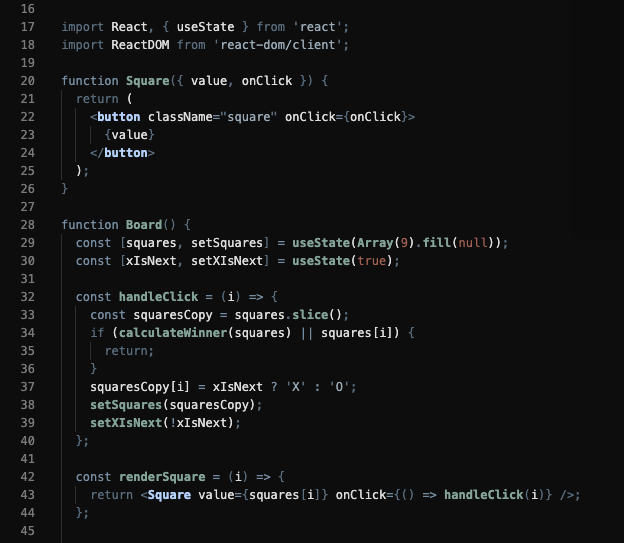 16
17 import React, { useState } from 'react';
18 import ReactDOM from 'react-dom/client';
19
20 function Square({ value, onClick }) {
21   return (
22     <button className="square" onClick={onClick}>
23       {value}
24     </button>
25   );
26 }
27
28 function Board() {
29   const [squares, setSquares] = useState(Array(9).fill(null));
30   const [xIsNext, setXIsNext] = useState(true);
31
32   const handleClick = (i) => {
33     const squaresCopy = squares.slice();
34     if (calculateWinner(squares) || squares[i]) {
35       return;
36     }
37     squaresCopy[i] = xIsNext ? 'X' : 'O';
38     setSquares(squaresCopy);
39     setXIsNext(!xIsNext);
40   };
41
42   const renderSquare = (i) => {
43     return <Square value={squares[i]} onClick={() => handleClick(i)} />;
44   };
45